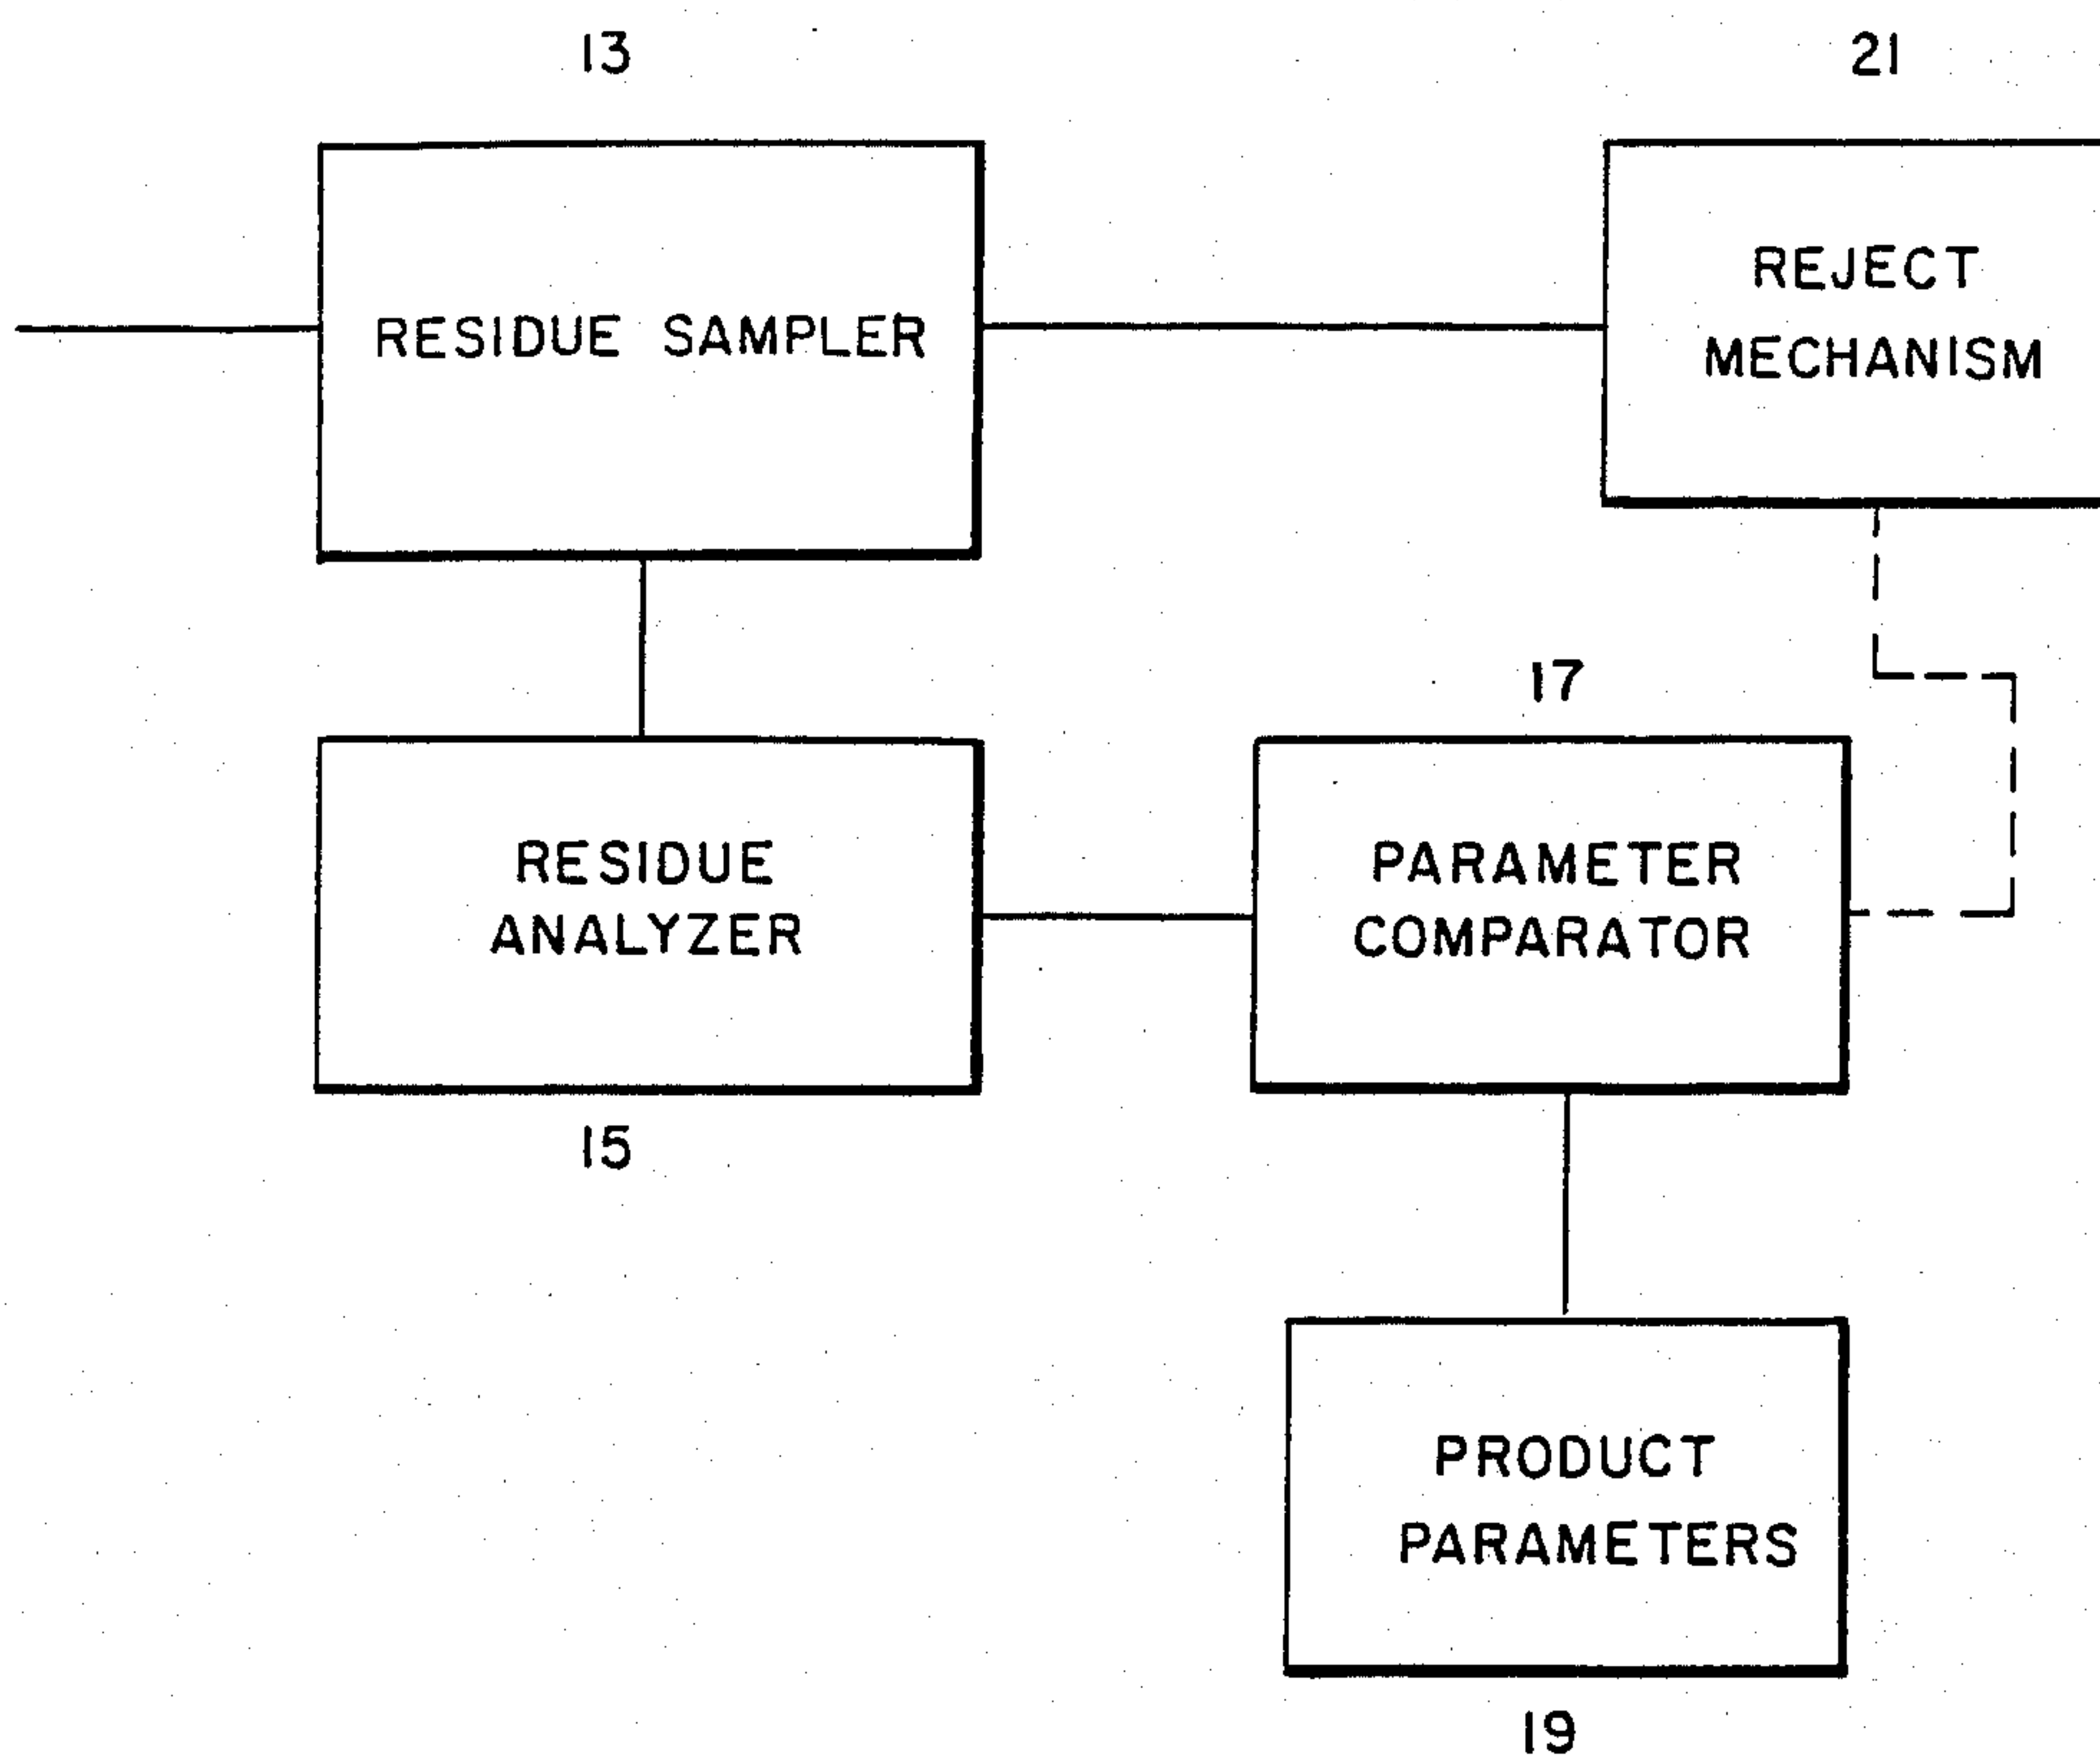 13
21
RESIDUE SAMPLER
REJECT
MECHANISM
17
RESIDUE
ANALYZER
PARAMETER
COMPARATOR
15
PRODUCT
PARAMETERS
19